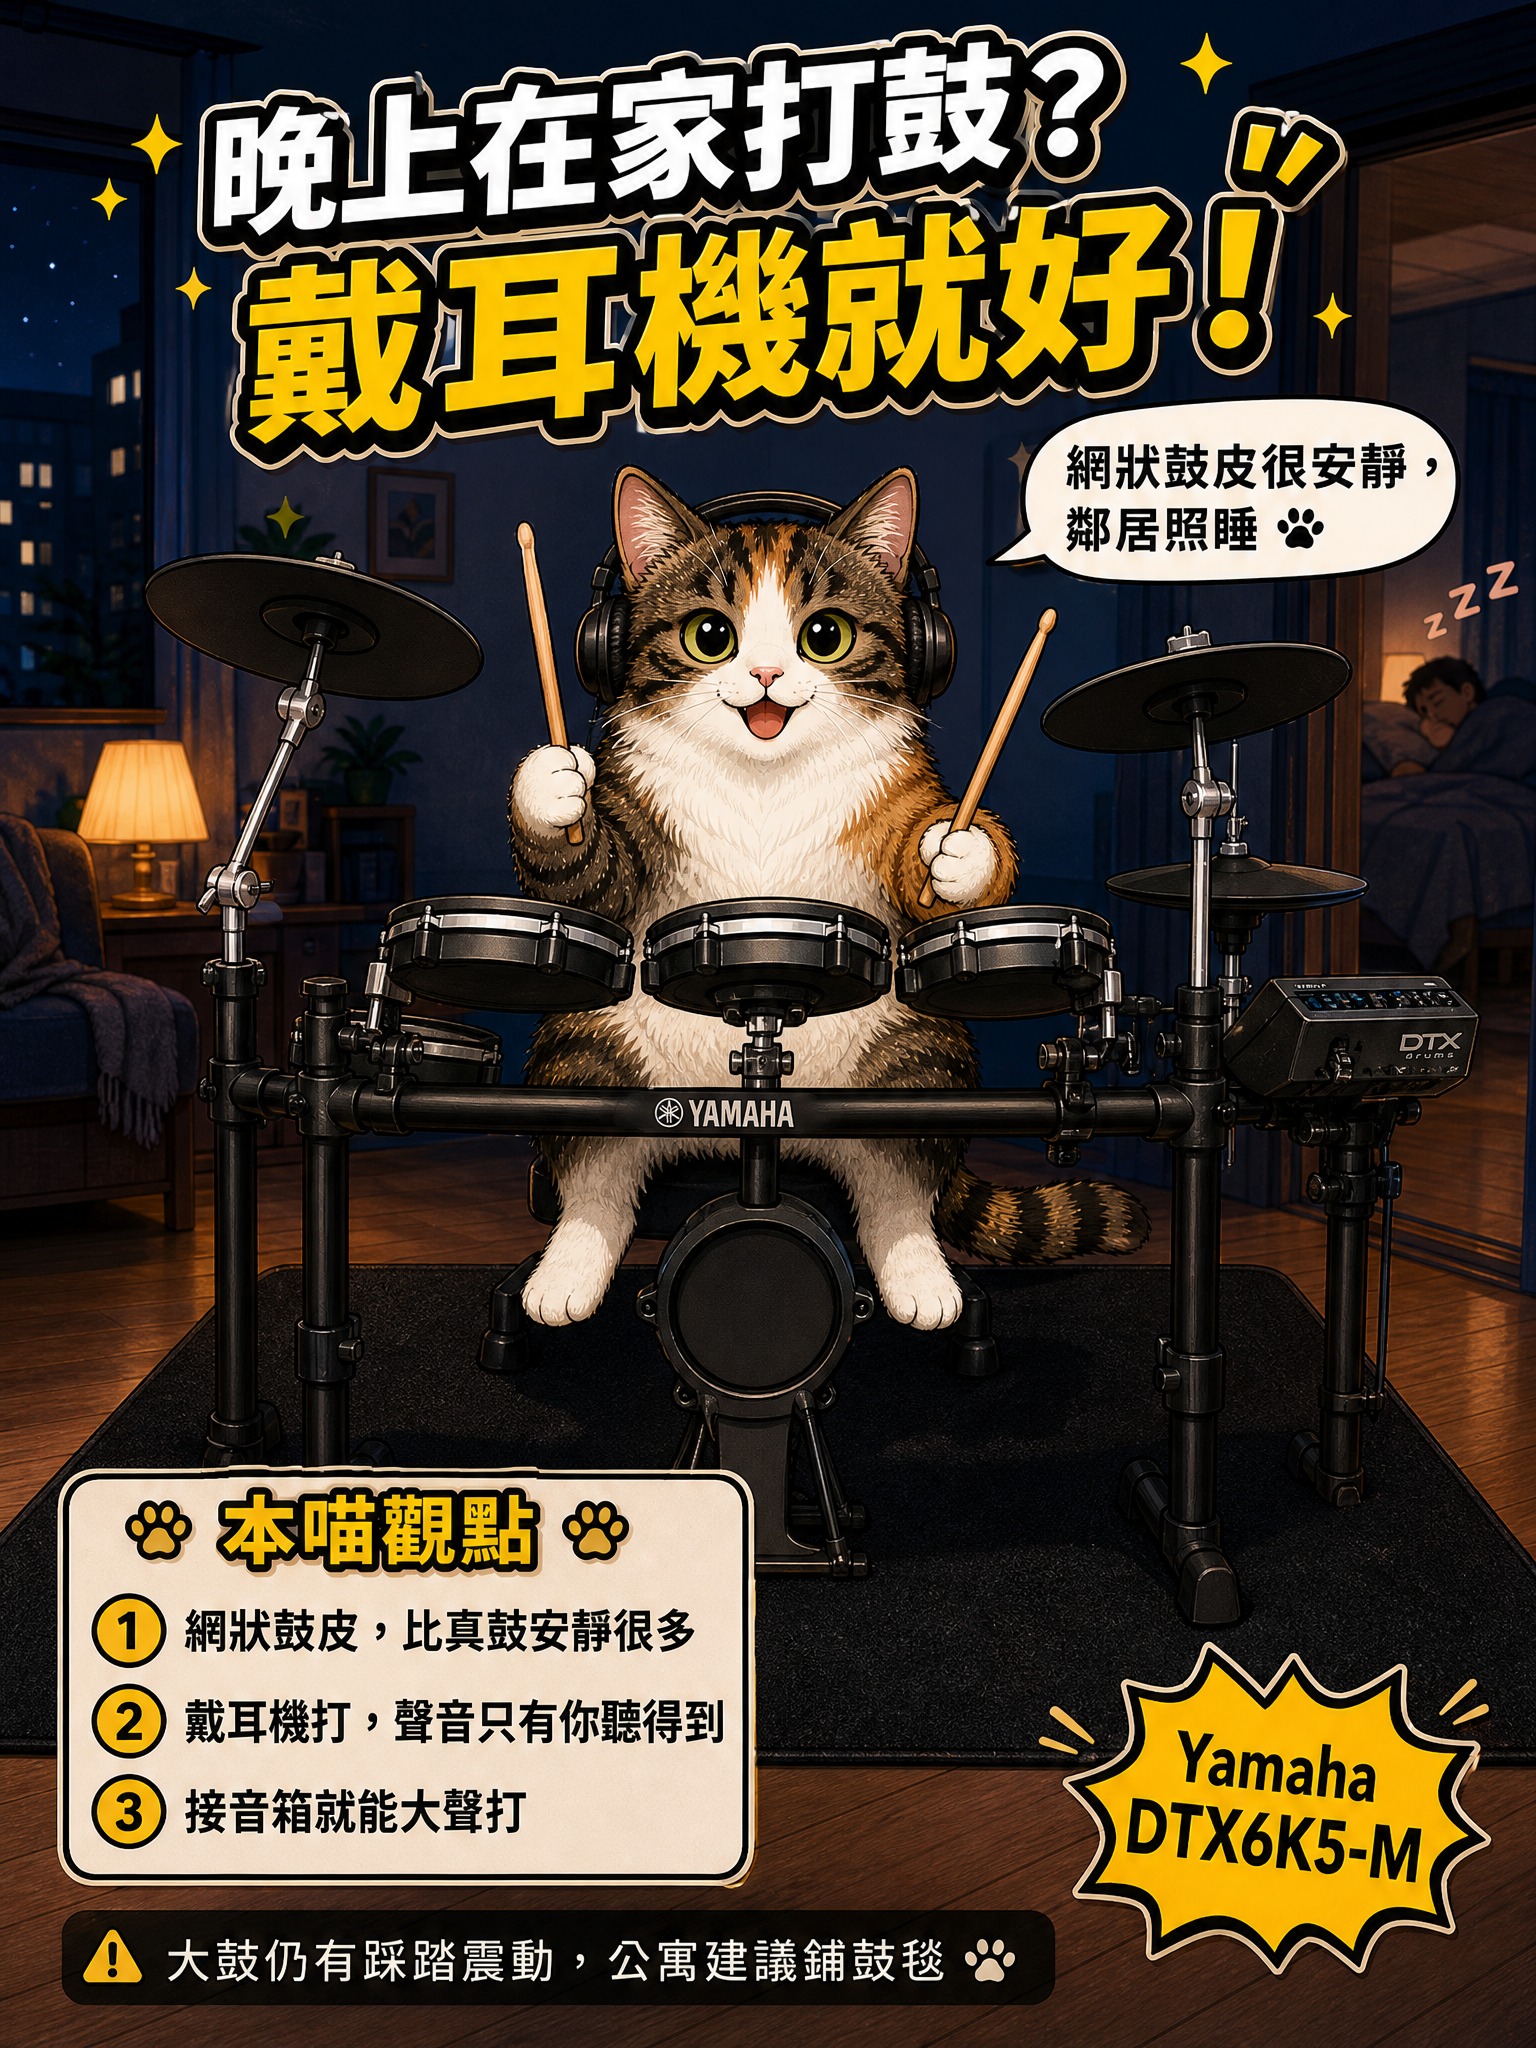 晚上在家打鼓？
戴耳機就好！
網狀鼓皮很安靜，
鄰居照睡
zzz
DTX
drums
YAMAHA
本喵觀點
1 網狀鼓皮，比真鼓安靜很多
2 戴耳機打，聲音只有你聽得到
3 接音箱就能大聲打
Yamaha
DTX6K5-M
大鼓仍有踩踏震動，公寓建議鋪鼓毯